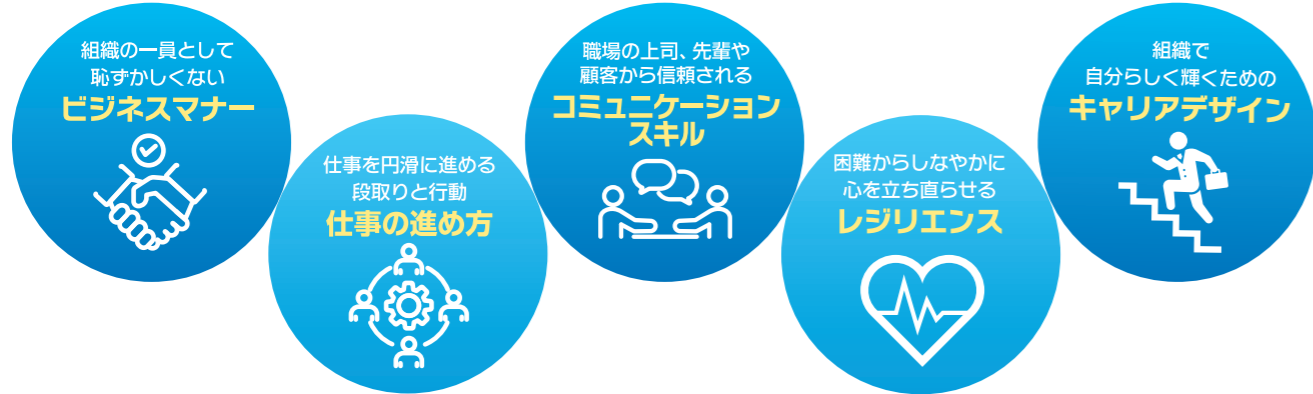 組織の一員として
恥ずかしくない
ビジネスマナー
仕事を円滑に進める
段取りと行動
仕事の進め方
職場の上司、先輩や
顧客から信頼される
コミュニケーション
スキル
困難からしなやかに
心を立ち直らせる
レジリエンス
組織で
自分らしく輝くための
キャリアデザイン